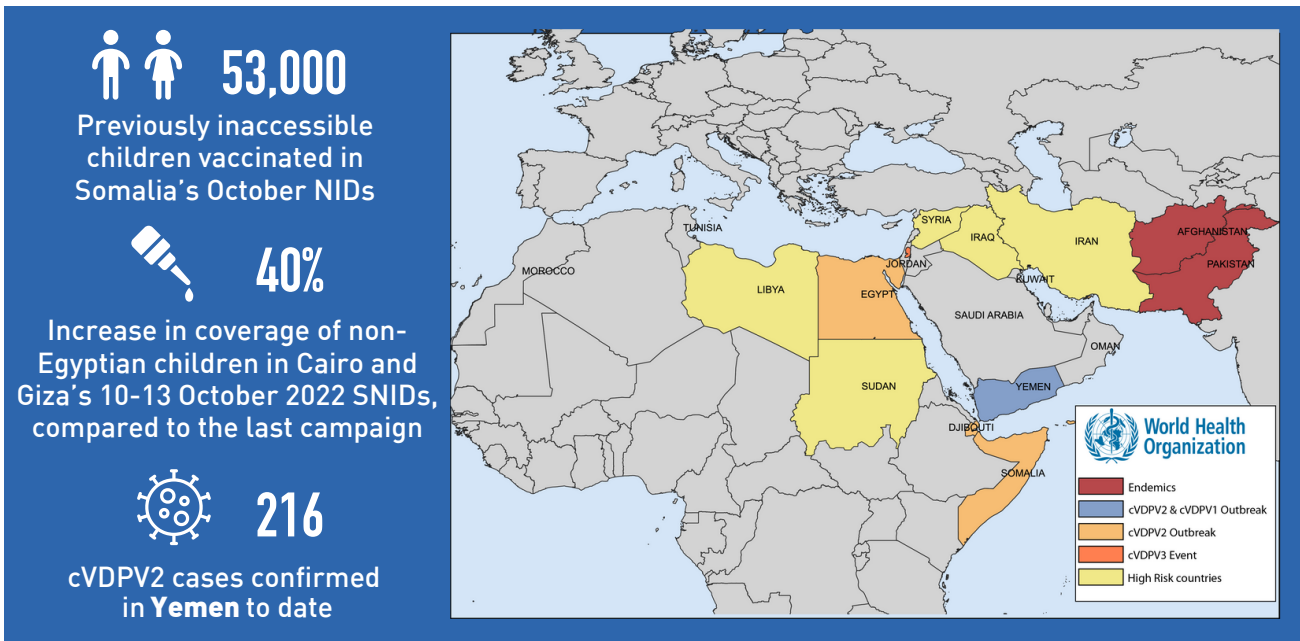 53,000
Previously inaccessible
children vaccinated in
Somalia's October NIDs
40%
Increase in coverage of non-
Egyptian children in Cairo and
Giza's 10-13 October 2022 SNIDs,
compared to the last campaign
216
cVDPV2 cases confirmed
in Yemen to date
TUNISIA
MOROCCO
LIBYA
EGYPT
JORDAN
SYRIA
IRAQ
IRAN
KUWAIT
AFGHANISTAN
PAKISTAN
SAUDI ARABIA
OMAN
SUDAN
YEMEN
DJIBOUTI
SOMALIA
World Health
Organization
Endemics
cVDPV2 & cVDPV1 Outbreak
cVDPV2 Outbreak
cVDPV3 Event
High Risk countries